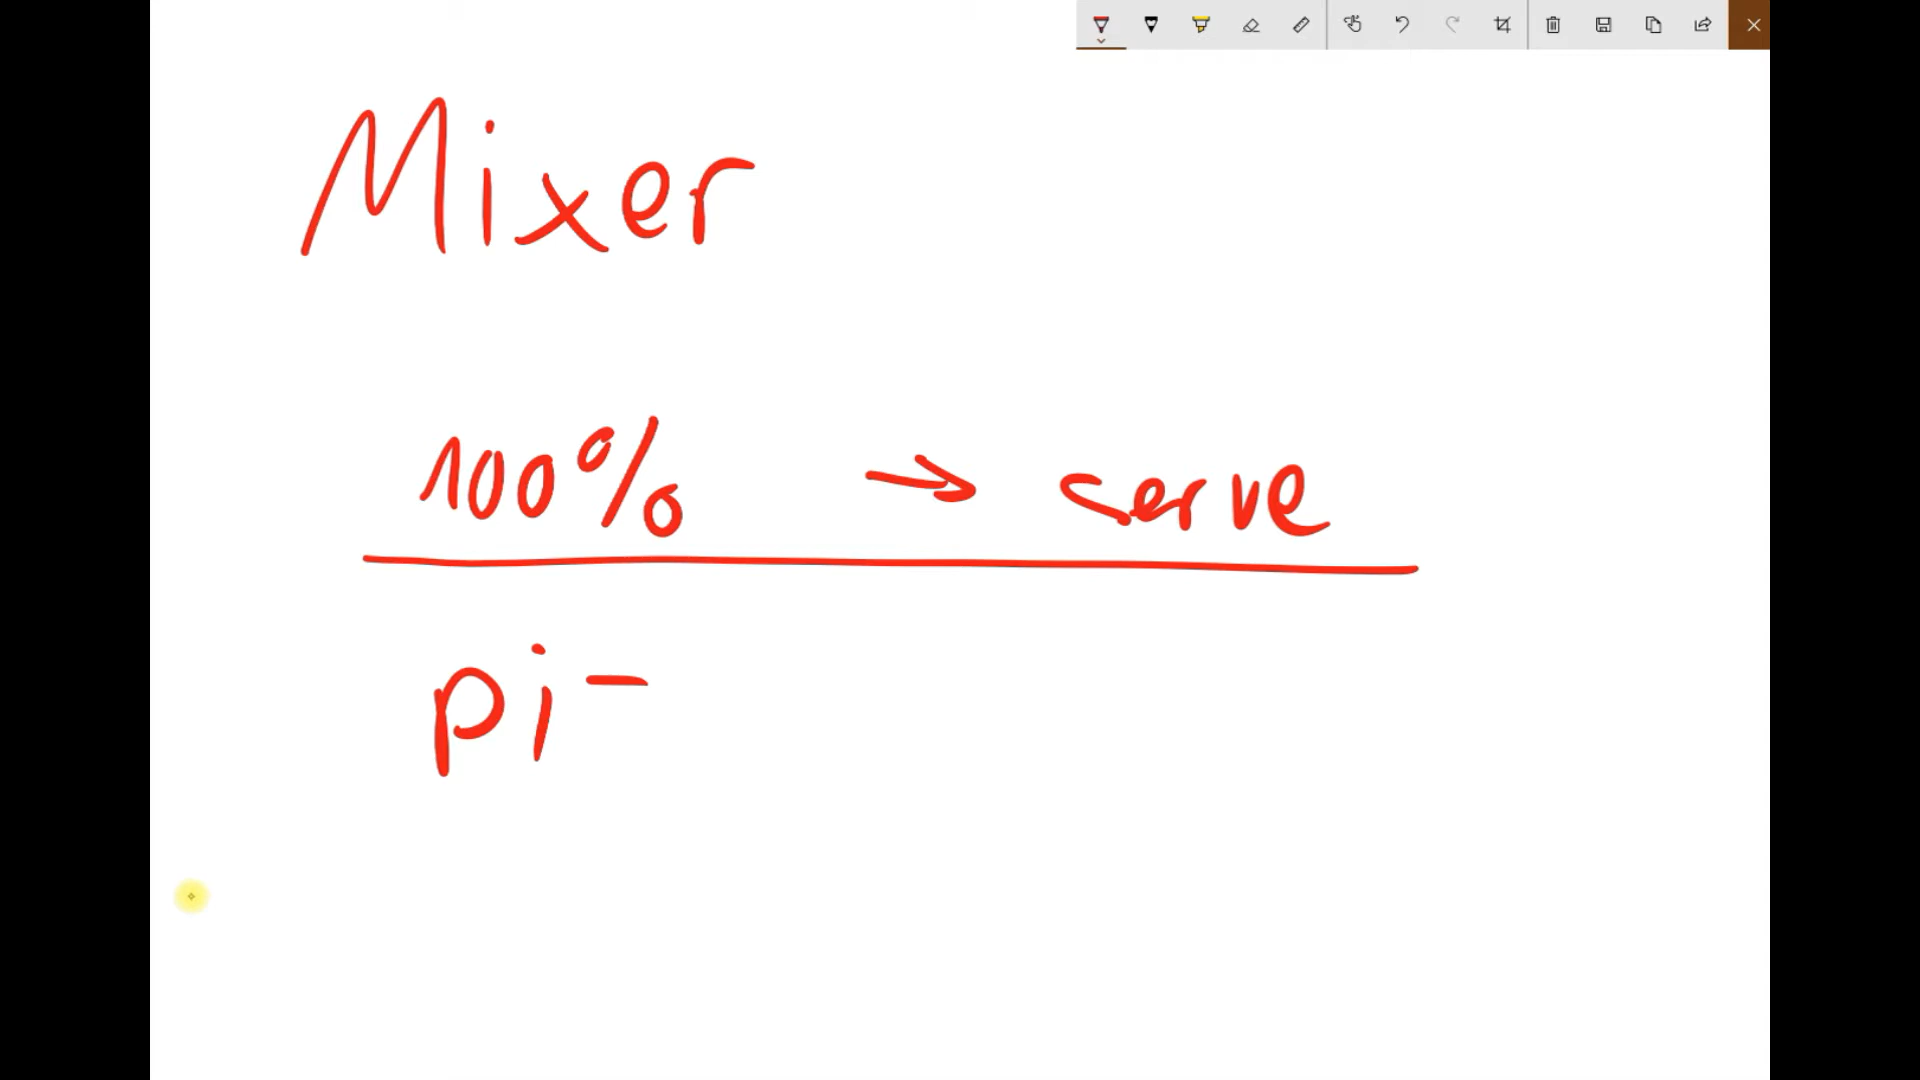 Mixer
100% → serve
pi-